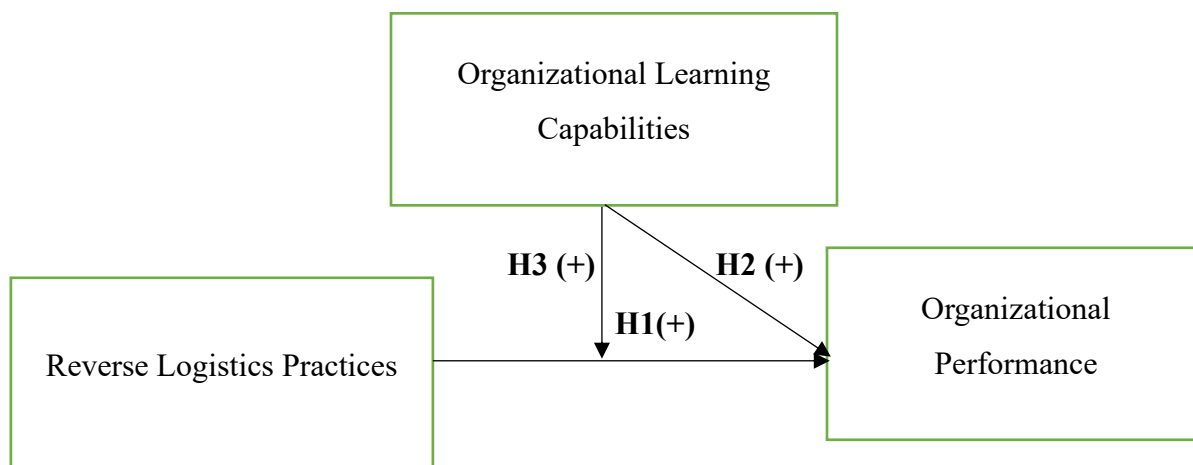 Organizational Learning
Capabilities
H3 (+)
H2 (+)
H1(+)
Organizational
Performance
Reverse Logistics Practices